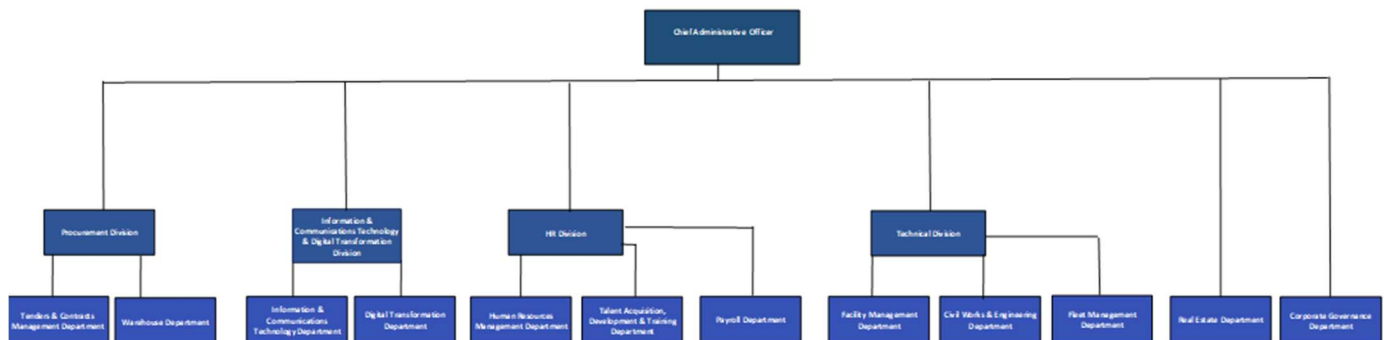 Chief Administrative Officer
Procurement Division
Information &
Communications Technology
& Digital Transformation
Division
HR Division
Technical Division
Tenders & Contracts
Management Department
Warehouse Department
Information &
Communications
Technology Department
Digital Transformation
Department
Human Resources
Management Department
Talent Acquisition,
Development & Training
Department
Payroll Department
Facility Management
Department
Civil Works & Engineering
Department
Fleet Management
Department
Real Estate Department
Corporate Governance
Department